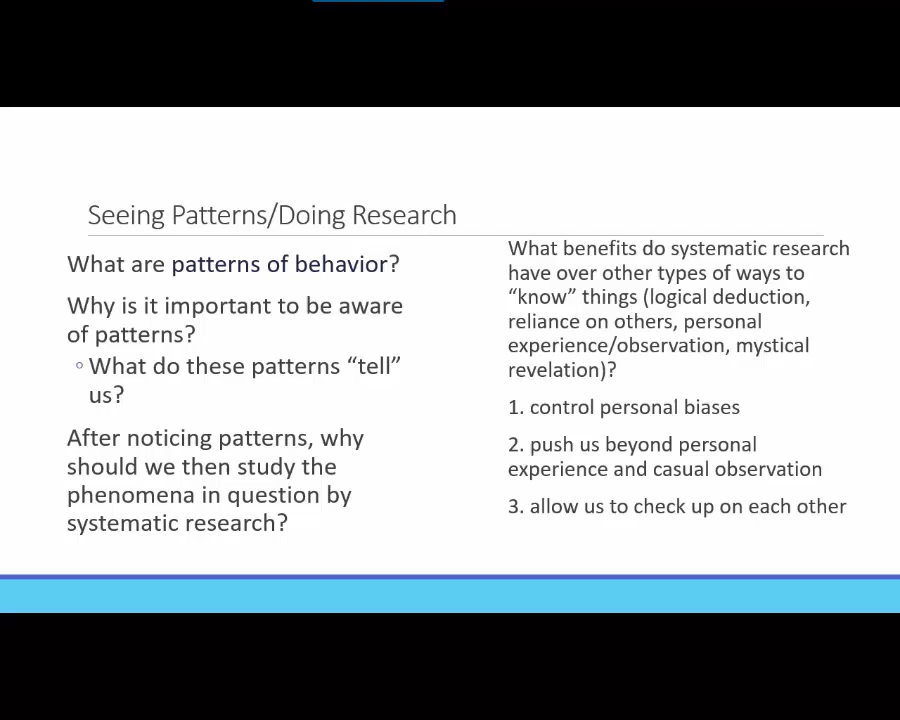 Seeing Patterns/Doing Research
What are patterns of behavior?
Why is it important to be aware
of patterns?
◦ What do these patterns “tell”
us?
After noticing patterns, why
should we then study the
phenomena in question by
systematic research?
What benefits do systematic research
have over other types of ways to
“know” things (logical deduction,
reliance on others, personal
experience/observation, mystical
revelation)?
1. control personal biases
2. push us beyond personal
experience and casual observation
3. allow us to check up on each other